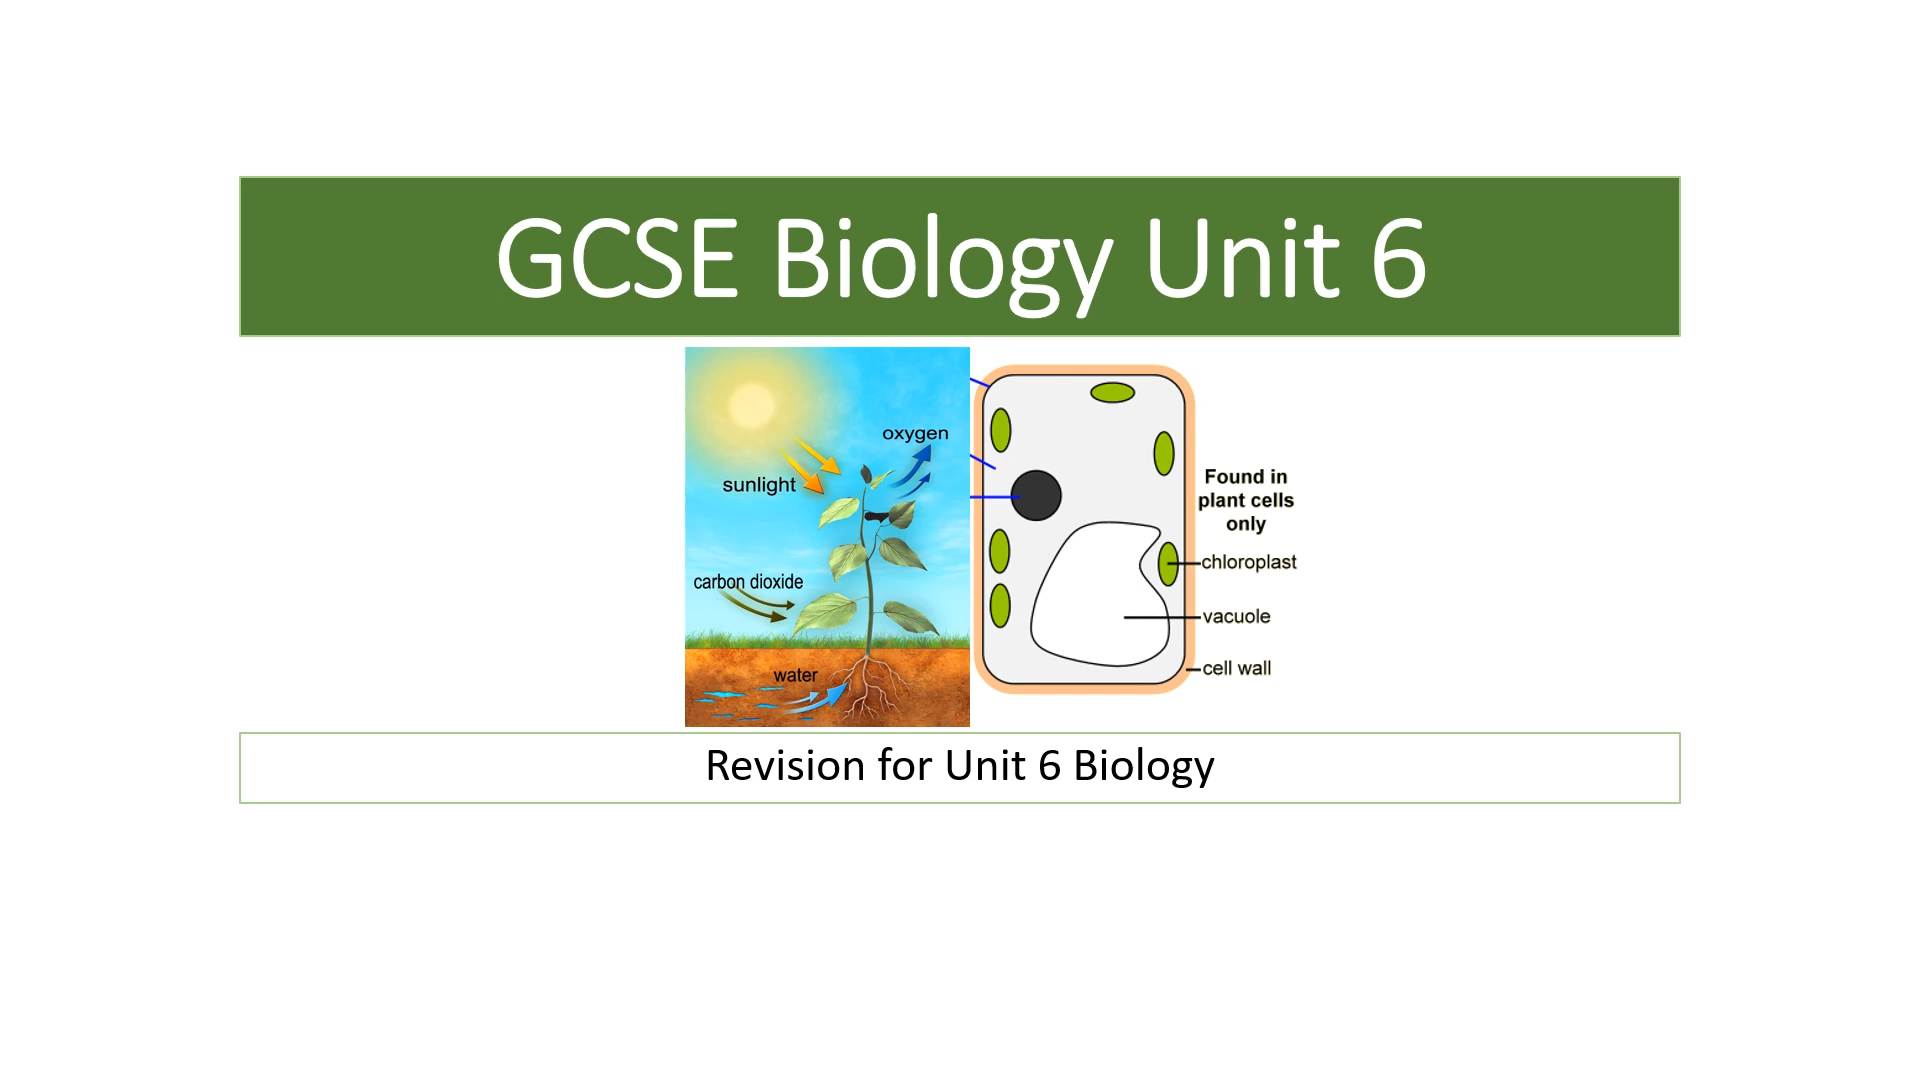 GCSE Biology Unit 6
oxygen
sunlight
carbon dioxide
water
Found in
plant cells
only
chloroplast
vacuole
cell wall
Revision for Unit 6 Biology